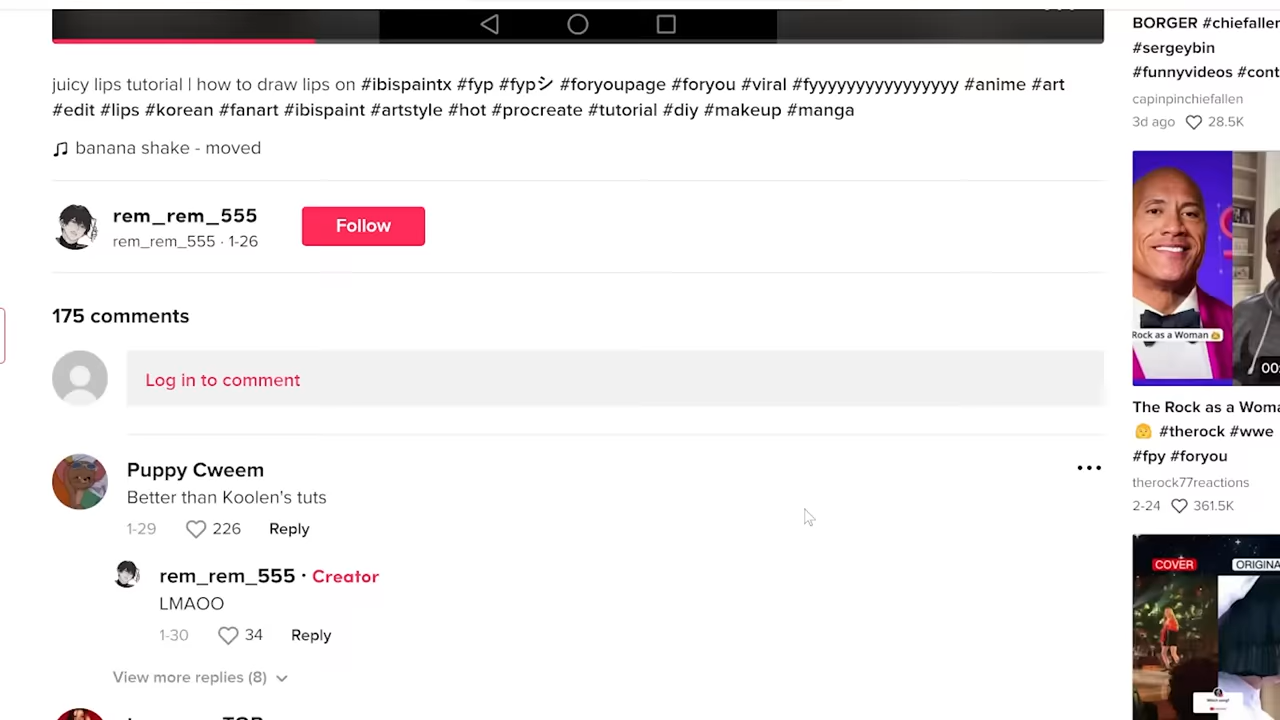 juicy lips tutorial | how to draw lips on #ibispaintx #fyp #fypシ #foryoupage #foryou #viral #fyyyyyyyyyyyyyyyy #anime #art
#edit #lips #korean #fanart #ibispaint #artstyle #hot #procreate #tutorial #diy #makeup #manga
banana shake - moved
rem_rem_555
rem_rem_555 · 1-26
Follow
175 comments
Log in to comment
Puppy Cweem
Better than Koolen's tuts
1-29 226 Reply
rem_rem_555 · Creator
LMAOO
1-30 34 Reply
View more replies (8)
BORGER #chiefallen
#sergeybin
#funnyvideos #cont
capinpinchiefallen
3d ago 28.5K
Rock as a Woman
00:
The Rock as a Woma
#therock #wwe
#fpy #foryou
therock77reactions
2-24 361.5K
COVER ORIGINA